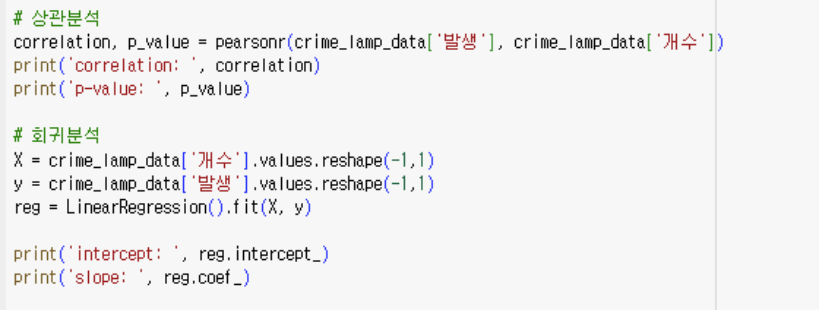 # 상관분석
correlation, p_value = pearsonr(crime_lamp_data['발생'], crime_lamp_data['개수'])
print('correlation: ', correlation)
print('p-value: ', p_value)
# 회귀분석
X = crime_lamp_data['개수'].values.reshape(-1,1)
y = crime_lamp_data['발생'].values.reshape(-1,1)
reg = LinearRegression().fit(X, y)
print('intercept: ', reg.intercept_)
print('slope: ', reg.coef_)